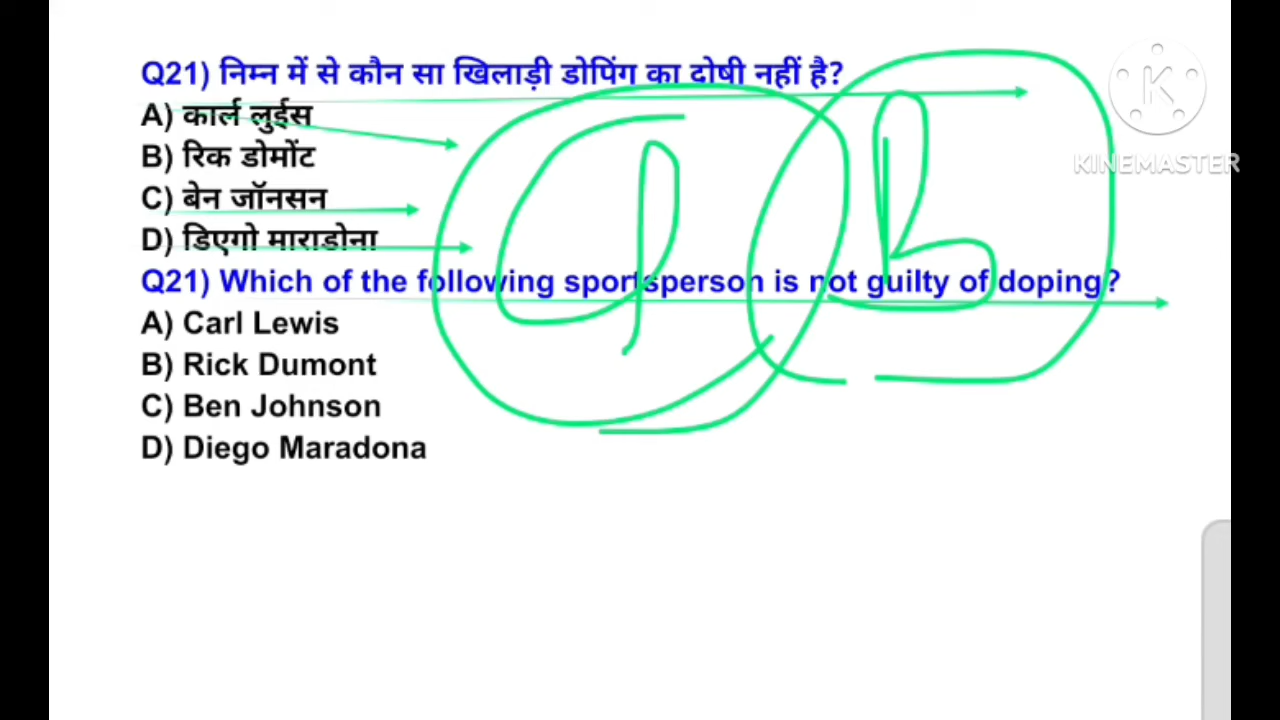 Q21) निम्न में से कौन सा खिलाड़ी डोपिंग का दोषी नहीं है?
A) कार्ल लुईस
B) रिक डोमोंट
C) बेन जॉनसन
D) डिएगो माराडोना
Q21) Which of the following sportsperson is not guilty of doping?
A) Carl Lewis
B) Rick Dumont
C) Ben Johnson
D) Diego Maradona
K
KINEMASTER
B